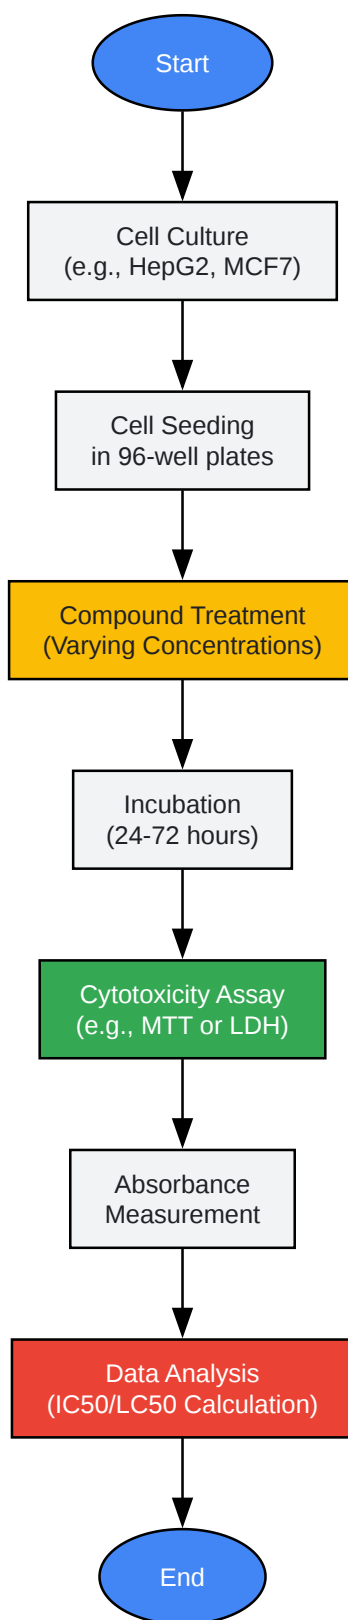 Start
Cell Culture
(e.g., HepG2, MCF7)
Cell Seeding
in 96-well plates
Compound Treatment
(Varying Concentrations)
Incubation
(24-72 hours)
Cytotoxicity Assay
(e.g., MTT or LDH)
Absorbance
Measurement
Data Analysis
(IC50/LC50 Calculation)
End